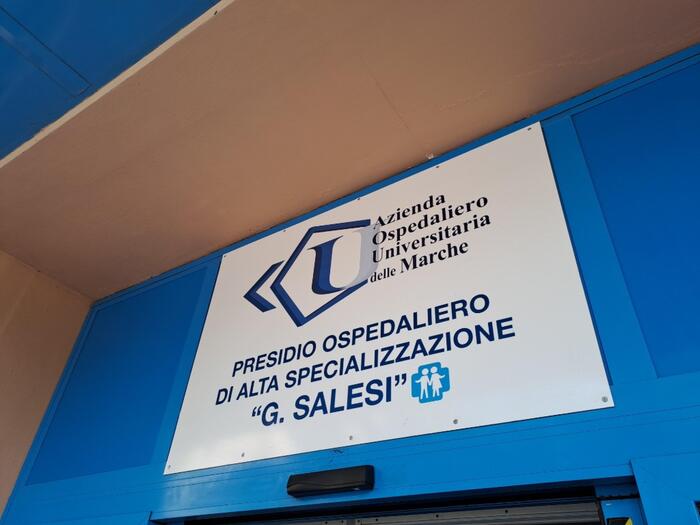 Azienda
Ospedaliero
Universitaria
delle Marche
U
PRESIDIO OSPEDALIERO
DI ALTA SPECIALIZZAZIONE
“G. SALESI”